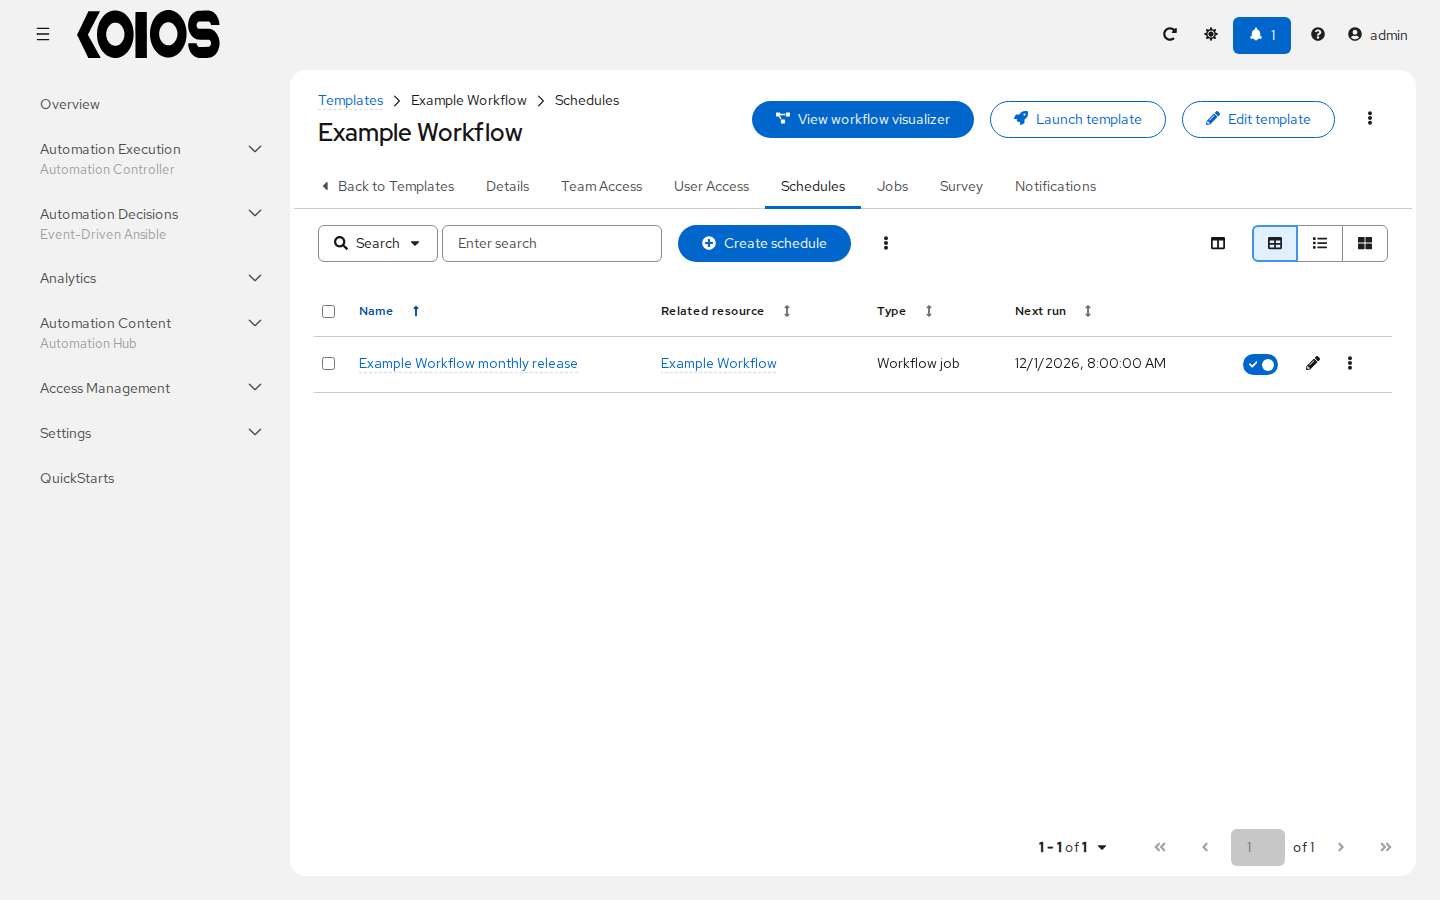 KOIOS
1
admin
Overview
Automation Execution
Automation Controller
Automation Decisions
Event-Driven Ansible
Analytics
Automation Content
Automation Hub
Access Management
Settings
QuickStarts
Templates Example Workflow Schedules
Example Workflow
View workflow visualizer
Launch template
Edit template
Back to Templates Details Team Access User Access Schedules Jobs Survey Notifications
Search
Enter search
Create schedule
Name Related resource Type Next run
Example Workflow monthly release Example Workflow Workflow job 12/1/2026, 8:00:00 AM
1 - 1 of 1
1 of 1